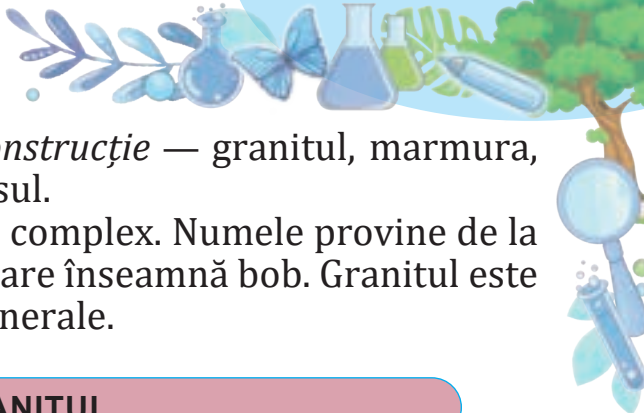 onstrucție — granitul, marmura,
sul.
complex. Numele provine de la
are înseamnă bob. Granitul este
nerale.
ANITUL